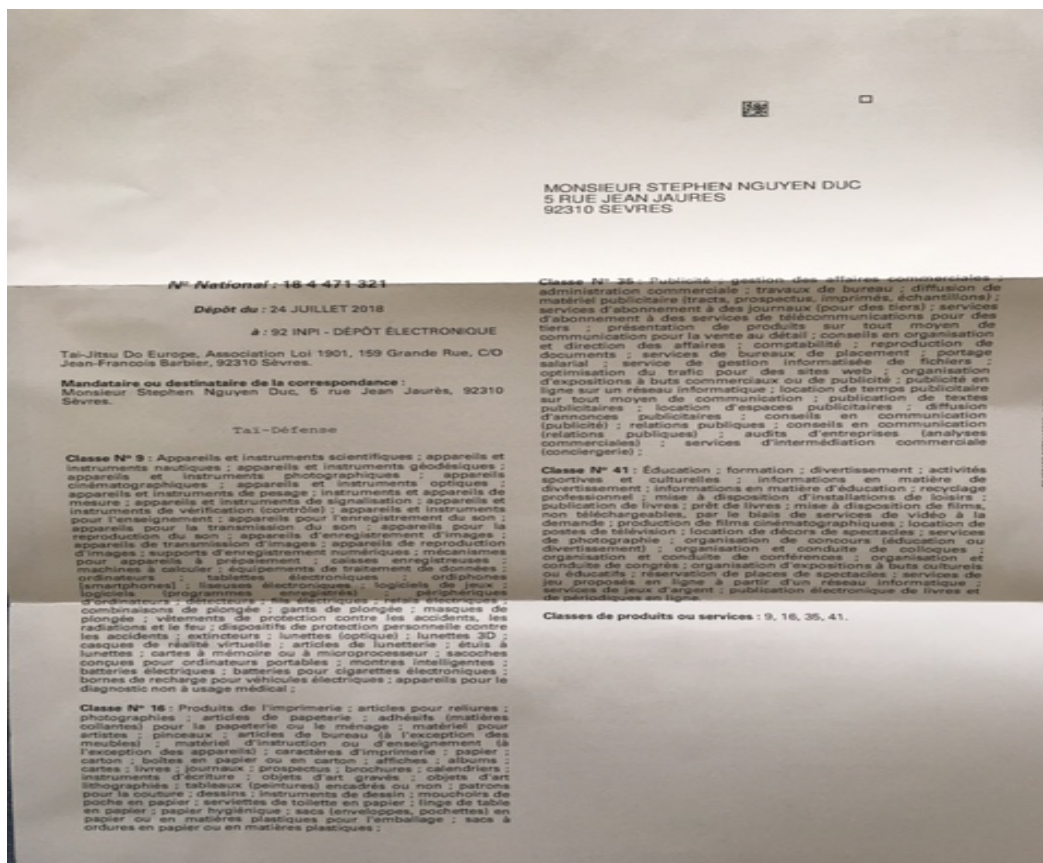 MONSIEUR STEPHEN NGUYEN DUC
5 RUE JEAN JAURES
92310 SEVRES
N° National : 18 4 471 321
Dépôt du : 24 JUILLET 2018
à : 92 INPI - DÉPÔT ÉLECTRONIQUE
Tai-Jitsu Do Europe, Association Loi 1901, 159 Grande Rue, C/O
Jean-Francois Barbier, 92310 Sèvres.
Mandataire ou destinataire de la correspondance :
Monsieur Stephen Nguyen Duc, 5 rue Jean Jaurès, 92310
Sèvres.
Taï-Défense
Classe N° 9 : Appareils et instruments scientifiques ; appareils et
instruments nautiques ; appareils et instruments géodésiques ;
appareils et instruments photographiques ; appareils
cinématographiques ; appareils et instruments optiques ;
appareils et instruments de pesage ; instruments et appareils de
mesure ; appareils et instruments de signalisation ; appareils et
instruments de vérification (contrôle) ; appareils et instruments
pour l'enseignement ; appareils pour l'enregistrement du son ;
appareils pour la transmission du son ; appareils pour la
reproduction du son ; appareils d'enregistrement d'images ;
appareils de transmission d'images ; appareils de reproduction
d'images ; supports d'enregistrement numériques ; mécanismes
pour appareils à prépaiement ; caisses enregistreuses ;
machines à calculer ; équipements de traitement de données ;
ordinateurs ; tablettes électroniques ; ordiphones
[smartphones] ; liseuses électroniques ; logiciels de jeux ;
logiciels (programmes enregistrés) ; périphériques
d'ordinateurs ; détecteurs ; fils électriques ; relais électriques ;
combinaisons de plongée ; gants de plongée ; masques de
plongée ; vêtements de protection contre les accidents, les
radiations et le feu ; dispositifs de protection personnelle contre
les accidents ; extincteurs ; lunettes (optique) ; lunettes 3D ;
casques de réalité virtuelle ; articles de lunetterie ; étuis à
lunettes ; cartes à mémoire ou à microprocesseur ; sacoches
conçues pour ordinateurs portables ; montres intelligentes ;
batteries électriques ; batteries pour cigarettes électroniques ;
bornes de recharge pour véhicules électriques ; appareils pour le
diagnostic non à usage médical ;
Classe N° 16 : Produits de l'imprimerie ; articles pour reliures ;
photographies ; articles de papeterie ; adhésifs (matières
collantes) pour la papeterie ou le ménage ; matériel pour
artistes ; pinceaux ; articles de bureau (à l'exception des
meubles) ; matériel d'instruction ou d'enseignement (à
l'exception des appareils) ; caractères d'imprimerie ; papier ;
carton ; boîtes en papier ou en carton ; affiches ; albums ;
cartes ; livres ; journaux ; prospectus ; brochures ; calendriers ;
instruments d'écriture ; objets d'art gravés ; objets d'art
lithographiés ; tableaux (peintures) encadrés ou non ; patrons
pour la couture ; dessins ; instruments de dessin ; mouchoirs de
poche en papier ; serviettes de toilette en papier ; linge de table
en papier ; papier hygiénique ; sacs (enveloppes, pochettes) en
papier ou en matières plastiques pour l'emballage ; sacs à
ordures en papier ou en matières plastiques ;
Classe N° 35 : Publicité ; gestion des affaires commerciales ;
administration commerciale ; travaux de bureau ; diffusion de
matériel publicitaire (tracts, prospectus, imprimés, échantillons) ;
services d'abonnement à des journaux (pour des tiers) ; services
d'abonnement à des services de télécommunications pour des
tiers ; présentation de produits sur tout moyen de
communication pour la vente au détail ; conseils en organisation
et direction des affaires ; comptabilité ; reproduction de
documents ; services de bureaux de placement ; portage
salarial ; service de gestion informatisée de fichiers ;
optimisation du trafic pour des sites web ; organisation
d'expositions à buts commerciaux ou de publicité ; publicité en
ligne sur un réseau informatique ; location de temps publicitaire
sur tout moyen de communication ; publication de textes
publicitaires ; location d'espaces publicitaires ; diffusion
d'annonces publicitaires ; conseils en communication
(publicité) ; relations publiques ; conseils en communication
(relations publiques) ; audits d'entreprises (analyses
commerciales) ; services d'intermédiation commerciale
(conciergerie) ;
Classe N° 41 : Éducation ; formation ; divertissement ; activités
sportives et culturelles ; informations en matière de
divertissement ; informations en matière d'éducation ; recyclage
professionnel ; mise à disposition d'installations de loisirs ;
publication de livres ; prêt de livres ; mise à disposition de films,
non téléchargeables, par le biais de services de vidéo à la
demande ; production de films cinématographiques ; location de
postes de télévision ; location de décors de spectacles ; services
de photographie ; organisation de concours (éducation ou
divertissement) ; organisation et conduite de colloques ;
organisation et conduite de conférences ; organisation et
conduite de congrès ; organisation d'expositions à buts culturels
ou éducatifs ; réservation de places de spectacles ; services de
jeu proposés en ligne à partir d'un réseau informatique ;
services de jeux d'argent ; publication électronique de livres et
de périodiques en ligne.
Classes de produits ou services : 9, 16, 35, 41.